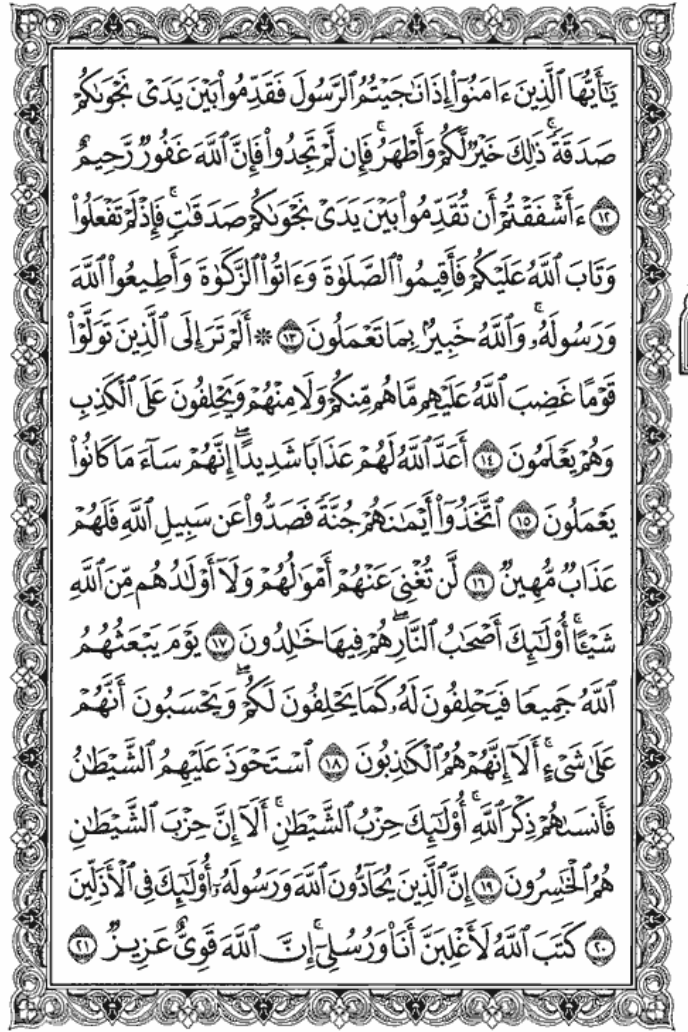 يَٰٓأَيُّهَا ٱلَّذِينَ ءَامَنُوٓا۟ إِذَا نَٰجَيْتُمُ ٱلرَّسُولَ فَقَدِّمُوا۟ بَيْنَ يَدَىْ نَجْوَىٰكُمْ
صَدَقَةً ۚ ذَٰلِكَ خَيْرٌ لَّكُمْ وَأَطْهَرُ ۚ فَإِن لَّمْ تَجِدُوا۟ فَإِنَّ ٱللَّهَ غَفُورٌ رَّحِيمٌ
١٢ ءَأَشْفَقْتُمْ أَن تُقَدِّمُوا۟ بَيْنَ يَدَىْ نَجْوَىٰكُمْ صَدَقَٰتٍ ۚ فَإِذْ لَمْ تَفْعَلُوا۟
وَتَابَ ٱللَّهُ عَلَيْكُمْ فَأَقِيمُوا۟ ٱلصَّلَوٰةَ وَءَاتُوا۟ ٱلزَّكَوٰةَ وَأَطِيعُوا۟ ٱللَّهَ
وَرَسُولَهُۥ ۚ وَٱللَّهُ خَبِيرٌۢ بِمَا تَعْمَلُونَ ١٣ ۞ أَلَمْ تَرَ إِلَى ٱلَّذِينَ تَوَلَّوْا۟
قَوْمًا غَضِبَ ٱللَّهُ عَلَيْهِم مَّا هُم مِّنكُمْ وَلَا مِنْهُمْ وَيَحْلِفُونَ عَلَى ٱلْكَذِبِ
وَهُمْ يَعْلَمُونَ ١٤ أَعَدَّ ٱللَّهُ لَهُمْ عَذَابًا شَدِيدًا ۖ إِنَّهُمْ سَآءَ مَا كَانُوا۟
يَعْمَلُونَ ١٥ ٱتَّخَذُوٓا۟ أَيْمَٰنَهُمْ جُنَّةً فَصَدُّوا۟ عَن سَبِيلِ ٱللَّهِ فَلَهُمْ
عَذَابٌ مُّهِينٌ ١٦ لَّن تُغْنِىَ عَنْهُمْ أَمْوَٰلُهُمْ وَلَآ أَوْلَٰدُهُم مِّنَ ٱللَّهِ
شَيْـًٔا ۚ أُو۟لَٰٓئِكَ أَصْحَٰبُ ٱلنَّارِ ۖ هُمْ فِيهَا خَٰلِدُونَ ١٧ يَوْمَ يَبْعَثُهُمُ
ٱللَّهُ جَمِيعًا فَيَحْلِفُونَ لَهُۥ كَمَا يَحْلِفُونَ لَكُمْ ۖ وَيَحْسَبُونَ أَنَّهُمْ
عَلَىٰ شَىْءٍ ۚ أَلَآ إِنَّهُمْ هُمُ ٱلْكَٰذِبُونَ ١٨ ٱسْتَحْوَذَ عَلَيْهِمُ ٱلشَّيْطَٰنُ
فَأَنسَىٰهُمْ ذِكْرَ ٱللَّهِ ۚ أُو۟لَٰٓئِكَ حِزْبُ ٱلشَّيْطَٰنِ ۚ أَلَآ إِنَّ حِزْبَ ٱلشَّيْطَٰنِ
هُمُ ٱلْخَٰسِرُونَ ١٩ إِنَّ ٱلَّذِينَ يُحَآدُّونَ ٱللَّهَ وَرَسُولَهُۥٓ أُو۟لَٰٓئِكَ فِى ٱلْأَذَلِّينَ
٢٠ كَتَبَ ٱللَّهُ لَأَغْلِبَنَّ أَنَا۠ وَرُسُلِىٓ ۚ إِنَّ ٱللَّهَ قَوِىٌّ عَزِيزٌ ٢١